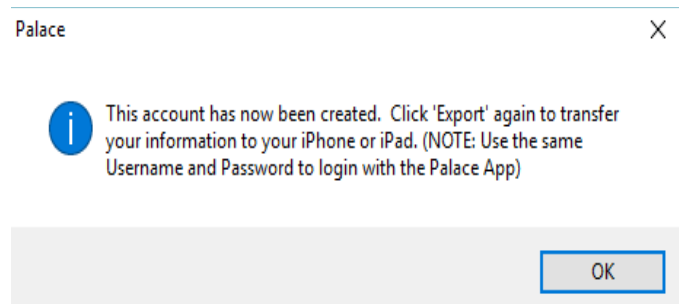 Palace
This account has now been created.  Click 'Export' again to transfer
your information to your iPhone or iPad. (NOTE: Use the same
Username and Password to login with the Palace App)
OK